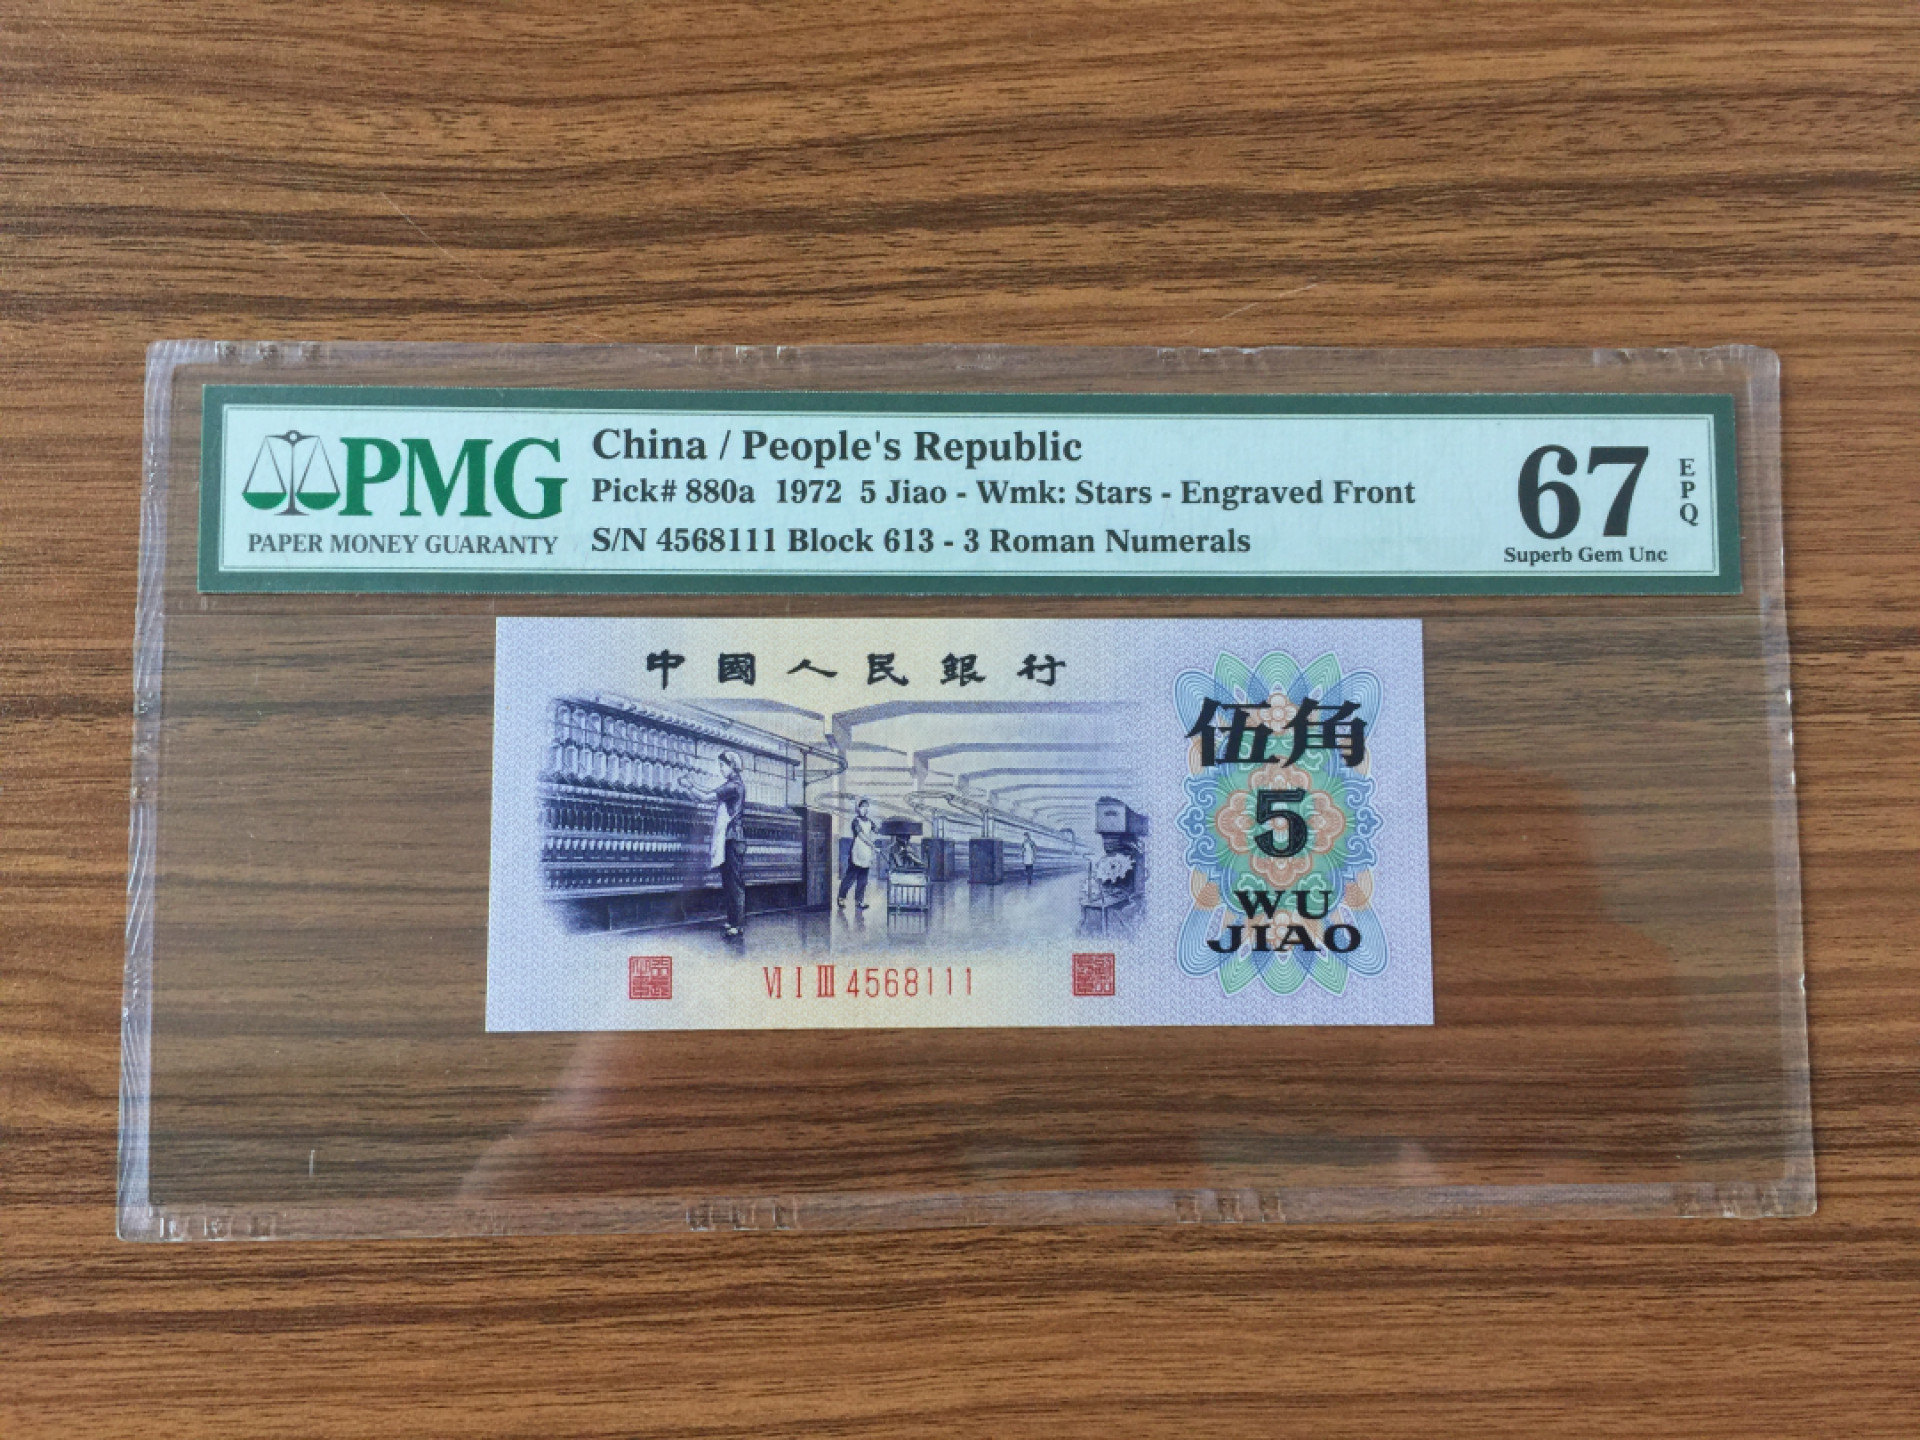 PMG
PAPER MONEY GUARANTY
China / People's Republic
Pick# 880a 1972 5 Jiao - Wmk: Stars - Engraved Front
S/N 4568111 Block 613 - 3 Roman Numerals
67
EPQ
Superb Gem Unc
中國人民銀行
伍角
5
WU
JIAO
VI I III 4568111